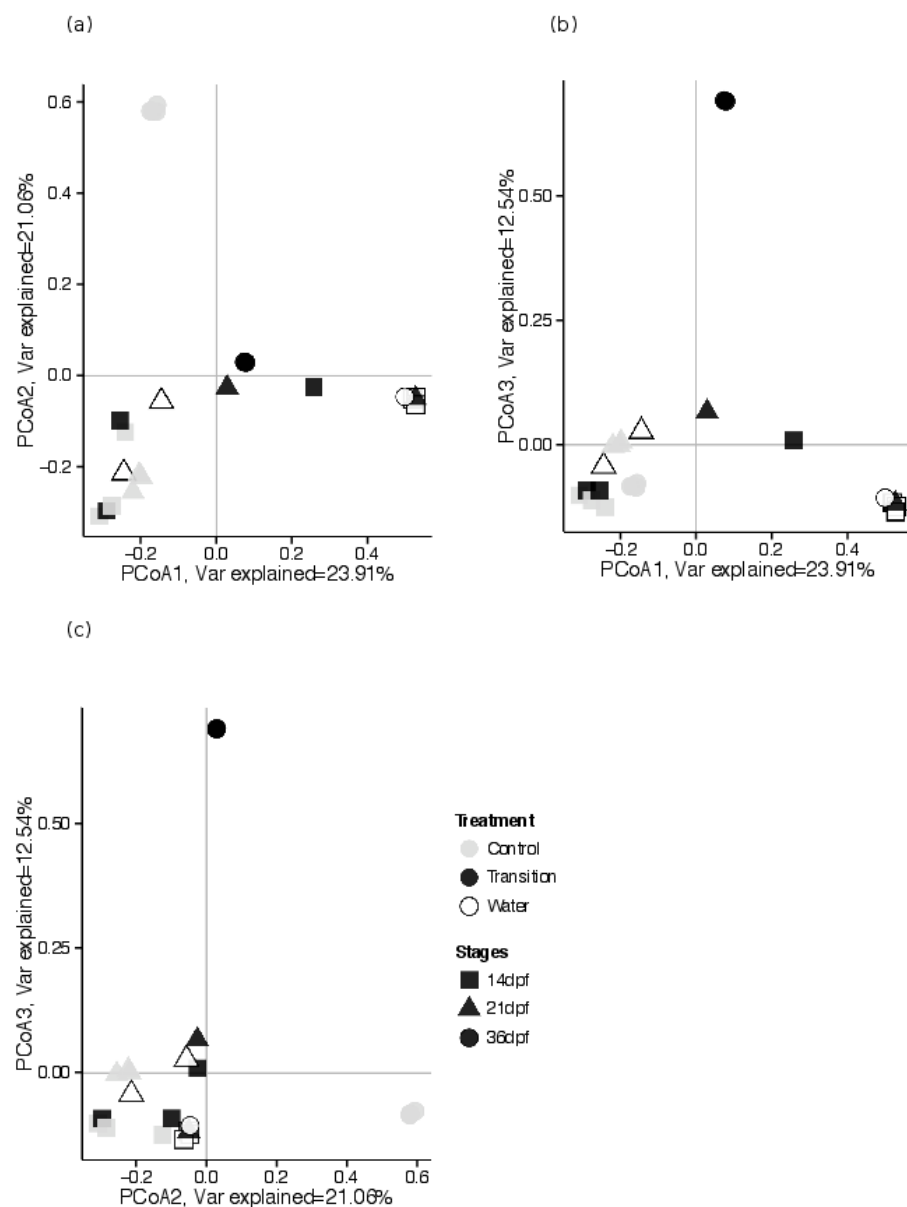 (a)
(b)
0.6
0.4
0.2
0.0
−0.2
PCoA2, Var explained=21.06%
−0.2
0.0
0.2
0.4
PCoA1, Var explained=23.91%
0.50
0.25
0.00
PCoA3, Var explained=12.54%
−0.2
0.0
0.2
0.4
PCoA1, Var explained=23.91%
(c)
0.50
0.25
0.00
PCoA3, Var explained=12.54%
−0.2
0.0
0.2
0.4
0.6
PCoA2, Var explained=21.06%
Treatment
Control
Transition
Water
Stages
14dpf
21dpf
36dpf